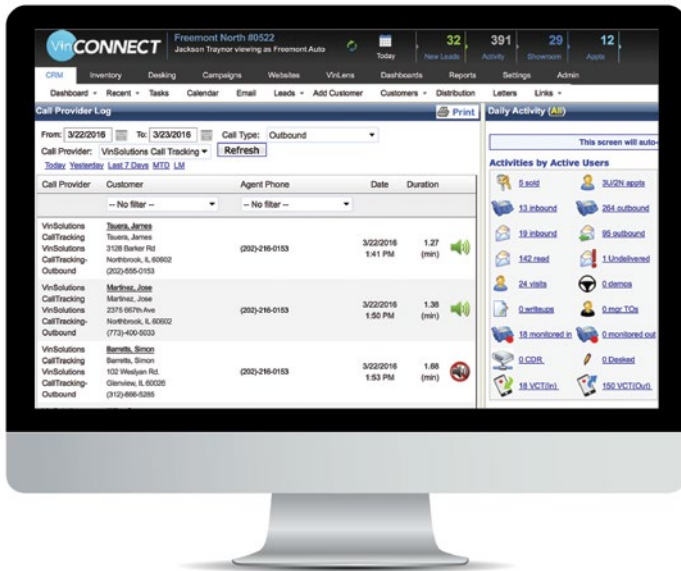 VinCONNECT
Freemont North #0522
Jackson Traynor viewing as Freemont Auto
Today
32
New Leads
391
Activity
29
Showroom
12
Appts
CRM Inventory Desking Campaigns Websites VinLens Dashboards Reports Settings Admin
Dashboard Recent Tasks Calendar Email Leads Add Customer Customers Distribution Letters Links
Call Provider Log Print
From: 3/22/2016 To: 3/23/2016 Call Type: Outbound
Call Provider: VinSolutions Call Tracking Refresh
Today Yesterday Last 7 Days MTD LM
Call Provider Customer Agent Phone Date Duration
-- No filter -- -- No filter --
VinSolutions
CallTracking
VinSolutions
CallTracking-
Outbound
Tauera, James
Tauera, James
3128 Barker Rd
Northbrook, IL 60602
(202)-555-0153
(202)-216-0153
3/22/2016
1:41 PM
1.27
(min)
VinSolutions
CallTracking
VinSolutions
CallTracking-
Outbound
Martinez, Jose
Martinez, Jose
2375 667th Ave
Northbrook, IL 60602
(773)-400-5033
(202)-216-0153
3/22/2016
1:50 PM
1.38
(min)
VinSolutions
CallTracking
VinSolutions
CallTracking-
Outbound
Barretts, Simon
Barretts, Simon
102 Weslyan Rd.
Glenview, IL 60026
(312)-866-5285
(202)-216-0153
3/22/2016
1:53 PM
1.68
(min)
Daily Activity (All)
This screen will auto-
Activities by Active Users
5 sold 3U/2N appts
13 inbound 264 outbound
19 inbound 95 outbound
142 read 1 Undelivered
24 visits 0 demos
0 writeups 0 mgr TOs
18 monitored in 0 monitored out
0 CDR 0 Desked
18 VCT(In) 150 VCT(Out)